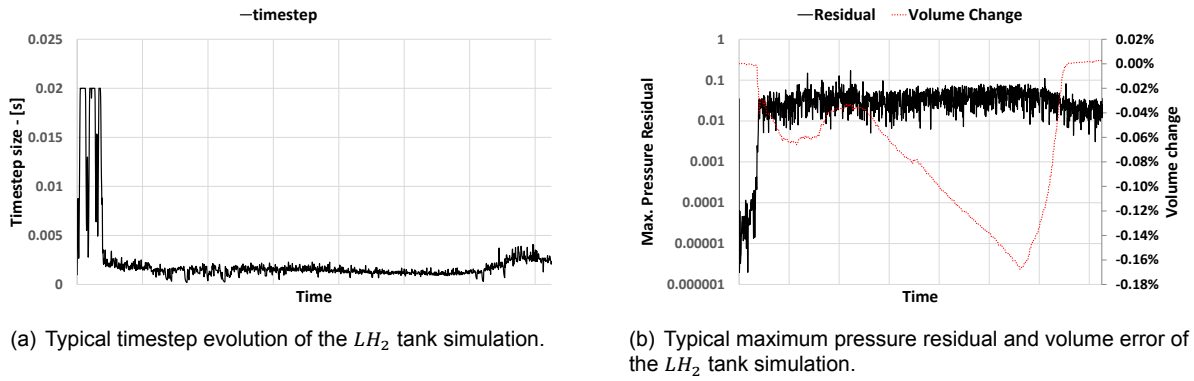 timestep
0.025
0.02
0.015
0.01
0.005
0
Timestep size - [s]
Time
(a) Typical timestep evolution of the LH₂ tank simulation.
Residual Volume Change
1
0.1
0.01
0.001
0.0001
0.00001
0.000001
Max. Pressure Residual
0.02%
0.00%
-0.02%
-0.04%
-0.06%
-0.08%
-0.10%
-0.12%
-0.14%
-0.16%
-0.18%
Volume change
Time
(b) Typical maximum pressure residual and volume error of
the LH₂ tank simulation.